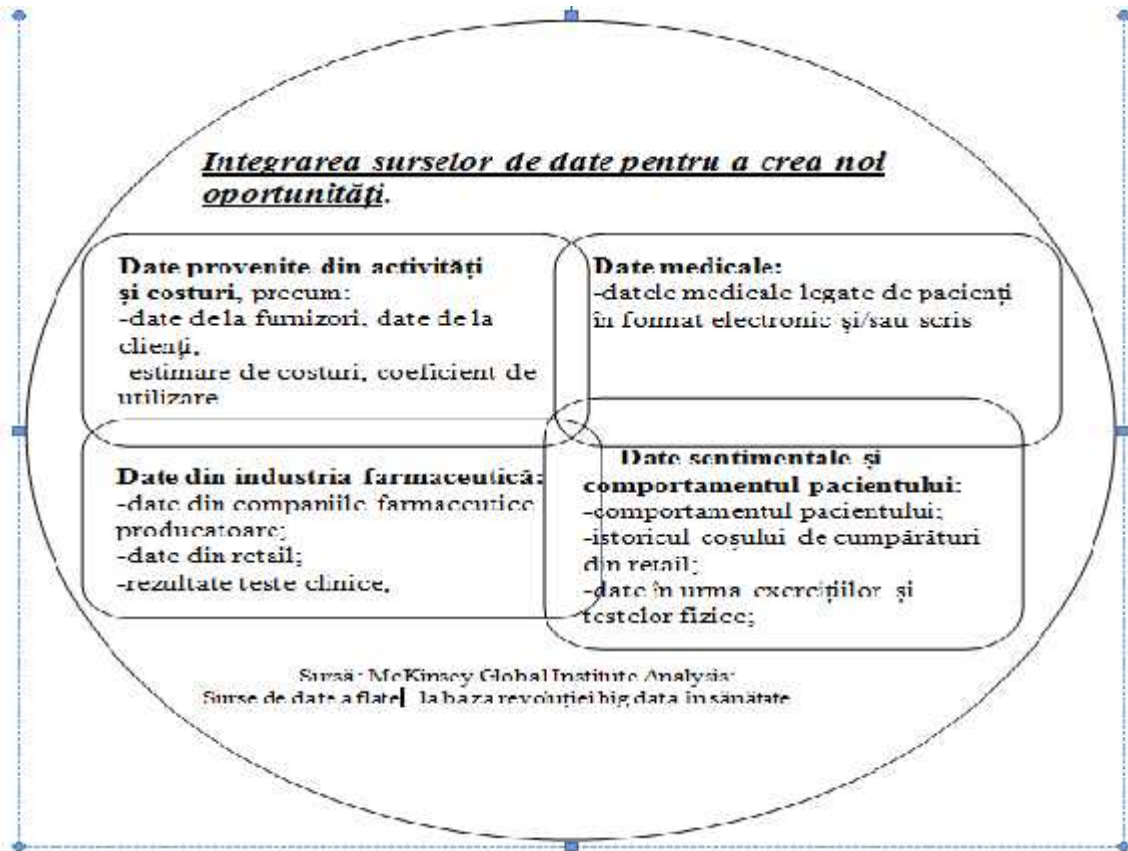 Integrarea surselor de date pentru a crea noi
oportunități.
Date provenite din activități
și costuri, precum:
-date de la furnizori, date de la
clienți,
estimare de costuri, coeficient de
utilizare
Date medicale:
-datele medicale legate de pacienți
în format electronic și/sau scris
Date din industria farmaceutică:
-date din companiile farmaceutice
producatoare;
-date din retail;
-rezultate teste clinice,
Date sentimentale și
comportamentul pacientului:
-comportamentul pacientului;
-istoricul coșului de cumpărături
din retail;
-date în urma exercițiilor și
testelor fizice;
Sursă: McKinsey Global Institute Analysis:
Surse de date aflate la baza revoluției big data în sănătate